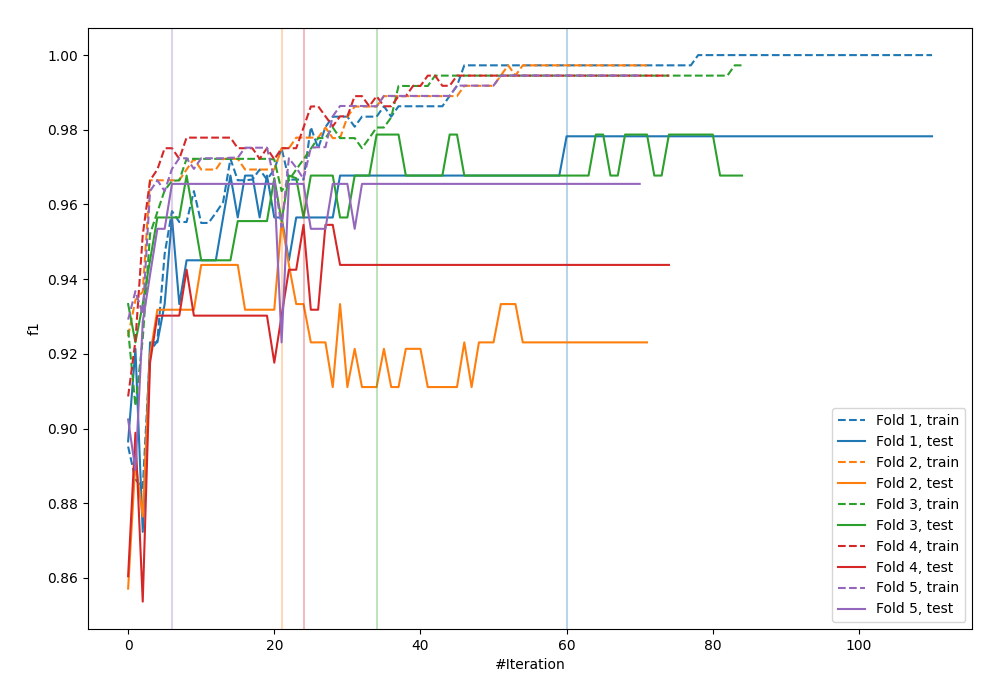 1.00
0.98
0.96
0.94
0.92
0.90
0.88
0.86
f1
0
20
40
60
80
100
#Iteration
Fold 1, train
Fold 1, test
Fold 2, train
Fold 2, test
Fold 3, train
Fold 3, test
Fold 4, train
Fold 4, test
Fold 5, train
Fold 5, test